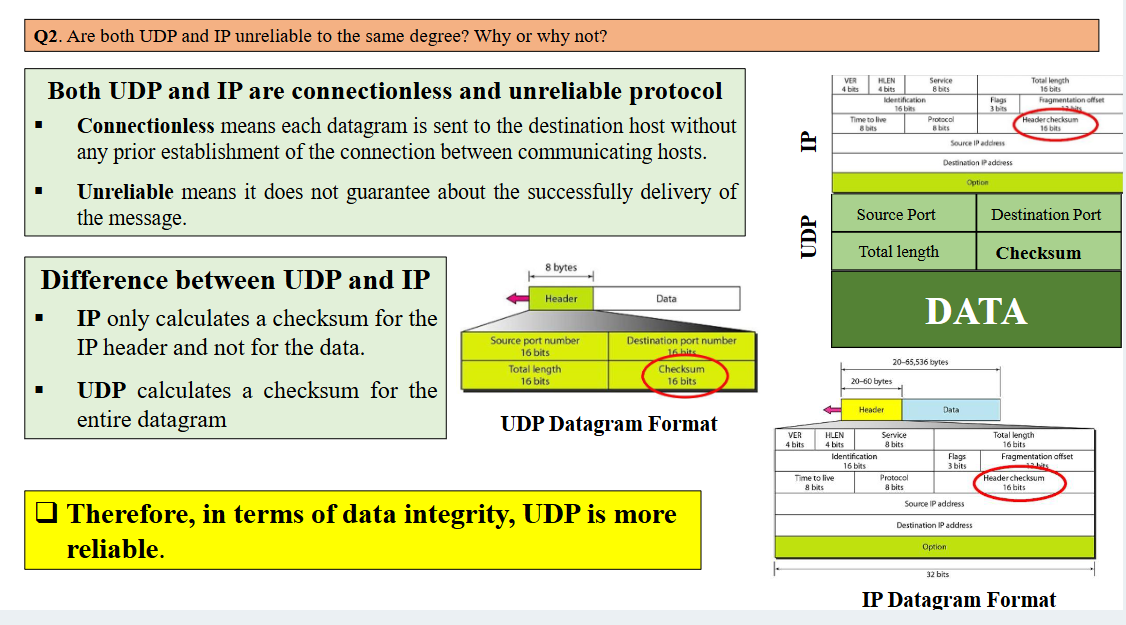 Q2. Are both UDP and IP unreliable to the same degree? Why or why not?
Both UDP and IP are connectionless and unreliable protocol
▪ Connectionless means each datagram is sent to the destination host without
any prior establishment of the connection between communicating hosts.
▪ Unreliable means it does not guarantee about the successfully delivery of
the message.
Difference between UDP and IP
▪ IP only calculates a checksum for the
IP header and not for the data.
▪ UDP calculates a checksum for the
entire datagram
8 bytes
Header Data
Source port number Destination port number
16 bits 16 bits
Total length Checksum
16 bits 16 bits
UDP Datagram Format
❑ Therefore, in terms of data integrity, UDP is more
reliable.
IP
VER HLEN Service Total length
4 bits 4 bits 8 bits 16 bits
Identification Flags Fragmentation offset
16 bits 3 bits 13 bits
Time to live Protocol Header checksum
8 bits 8 bits 16 bits
Source IP address
Destination IP address
Option
UDP
Source Port Destination Port
Total length Checksum
DATA
20–65,536 bytes
20–60 bytes
Header Data
VER HLEN Service Total length
4 bits 4 bits 8 bits 16 bits
Identification Flags Fragmentation offset
16 bits 3 bits 13 bits
Time to live Protocol Header checksum
8 bits 8 bits 16 bits
Source IP address
Destination IP address
Option
32 bits
IP Datagram Format